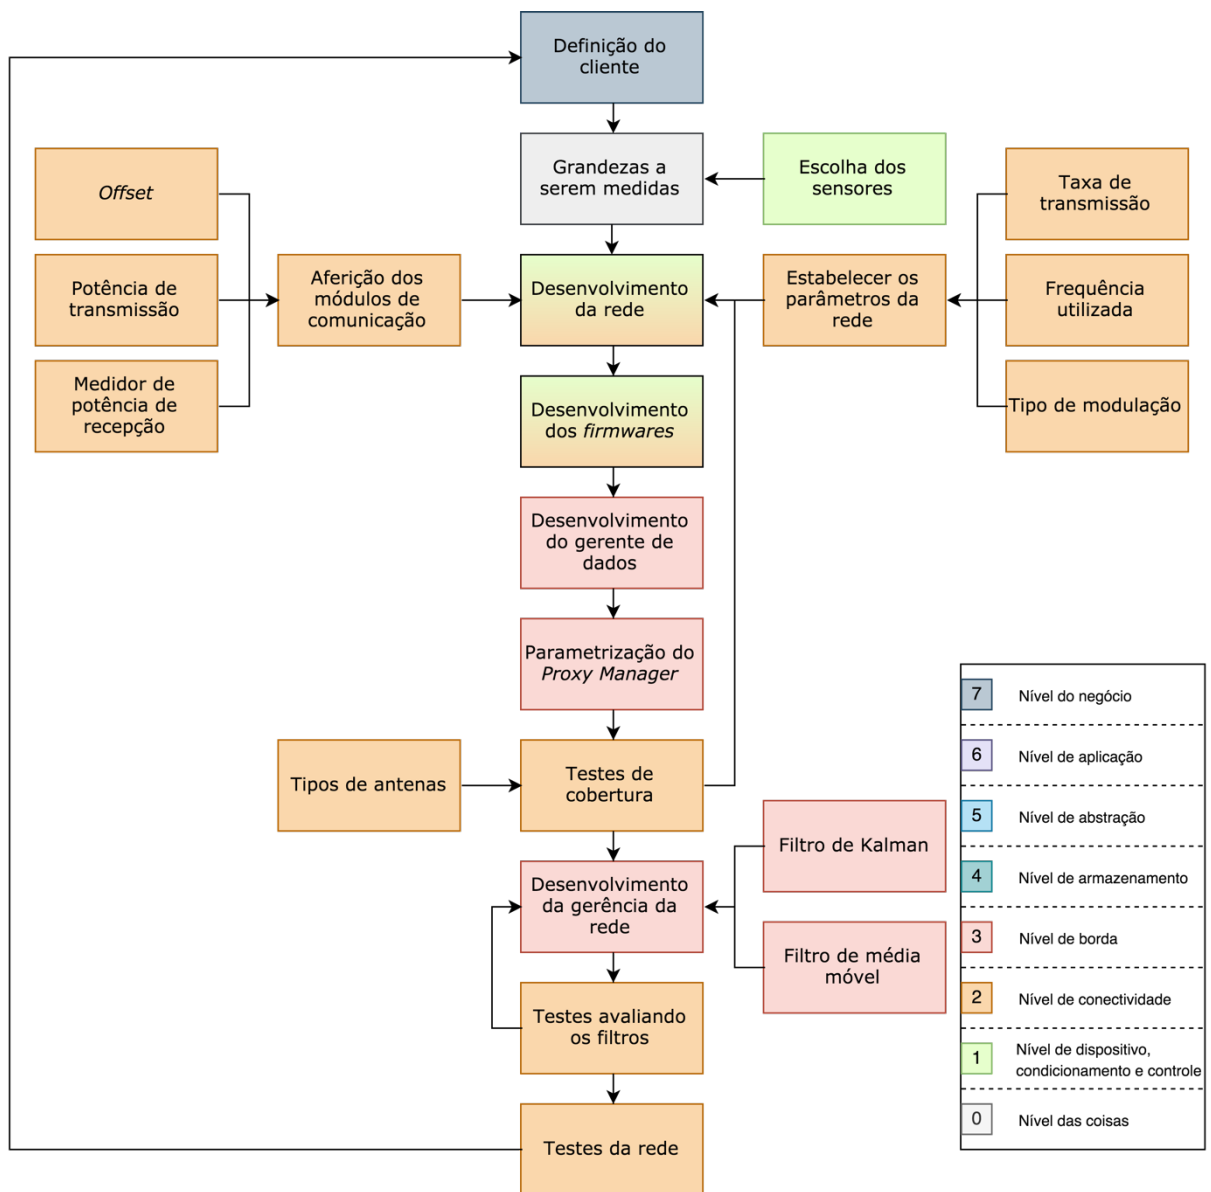 Definição do
cliente
Grandezas a
serem medidas
Escolha dos
sensores
Offset
Potência de
transmissão
Medidor de
potência de
recepção
Aferição dos
módulos de
comunicação
Desenvolvimento
da rede
Estabelecer os
parâmetros da
rede
Taxa de
transmissão
Frequência
utilizada
Tipo de modulação
Desenvolvimento
dos firmwares
Desenvolvimento
do gerente de
dados
Parametrização do
Proxy Manager
Tipos de antenas
Testes de
cobertura
Desenvolvimento
da gerência da
rede
Filtro de Kalman
Filtro de média
móvel
Testes avaliando
os filtros
Testes da rede
7 Nível do negócio
6 Nível de aplicação
5 Nível de abstração
4 Nível de armazenamento
3 Nível de borda
2 Nível de conectividade
1 Nível de dispositivo,
condicionamento e controle
0 Nível das coisas